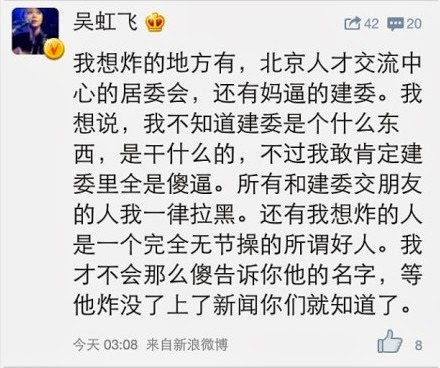 吴虹飞
42
20
我想炸的地方有，北京人才交流中
心的居委会，还有妈逼的建委。我
想说，我不知道建委是个什么东
西，是干什么的，不过我敢肯定建
委里全是傻逼。所有和建委交朋友
的人我一律拉黑。还有我想炸的人
是一个完全无节操的所谓好人。我
才不会那么傻告诉你他的名字，等
他炸没了上了新闻你们就知道了。
今天 03:08 来自新浪微博
8